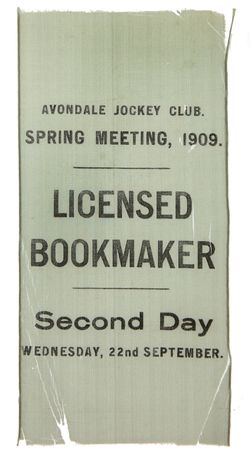 AVONDALE JOCKEY CLUB.
SPRING MEETING, 1909.
LICENSED
BOOKMAKER
Second Day
WEDNESDAY, 22nd SEPTEMBER.